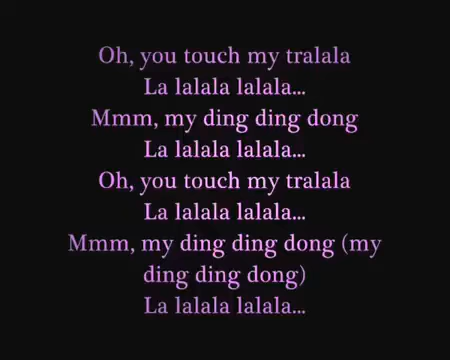 Oh, you touch my tralala
La lalala lalala...
Mmm, my ding ding dong
La lalala lalala...
Oh, you touch my tralala
La lalala lalala...
Mmm, my ding ding dong (my
ding ding dong)
La lalala lalala...